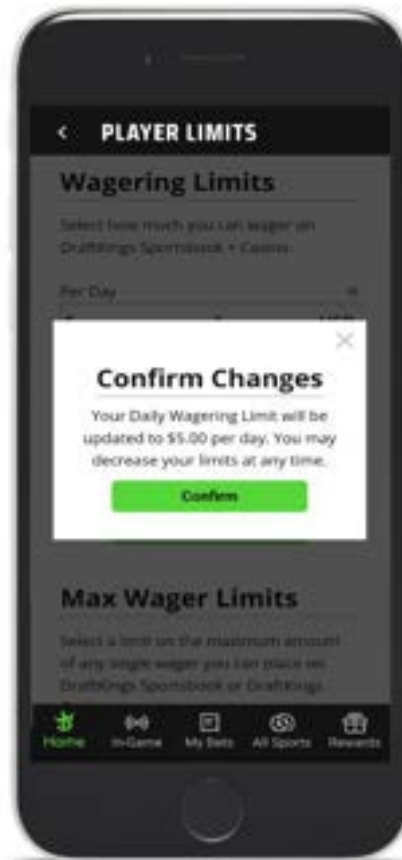 < PLAYER LIMITS
Wagering Limits
Select how much you can wager on
DraftKings Sportsbook + Casino
Per Day
USD
Confirm Changes
Your Daily Wagering Limit will be
updated to $5.00 per day. You may
decrease your limits at any time.
Confirm
Max Wager Limits
Select a limit on the maximum amount
of any single wager you can place on
DraftKings Sportsbook or DraftKings
Home In-Game My Bets All Sports Rewards